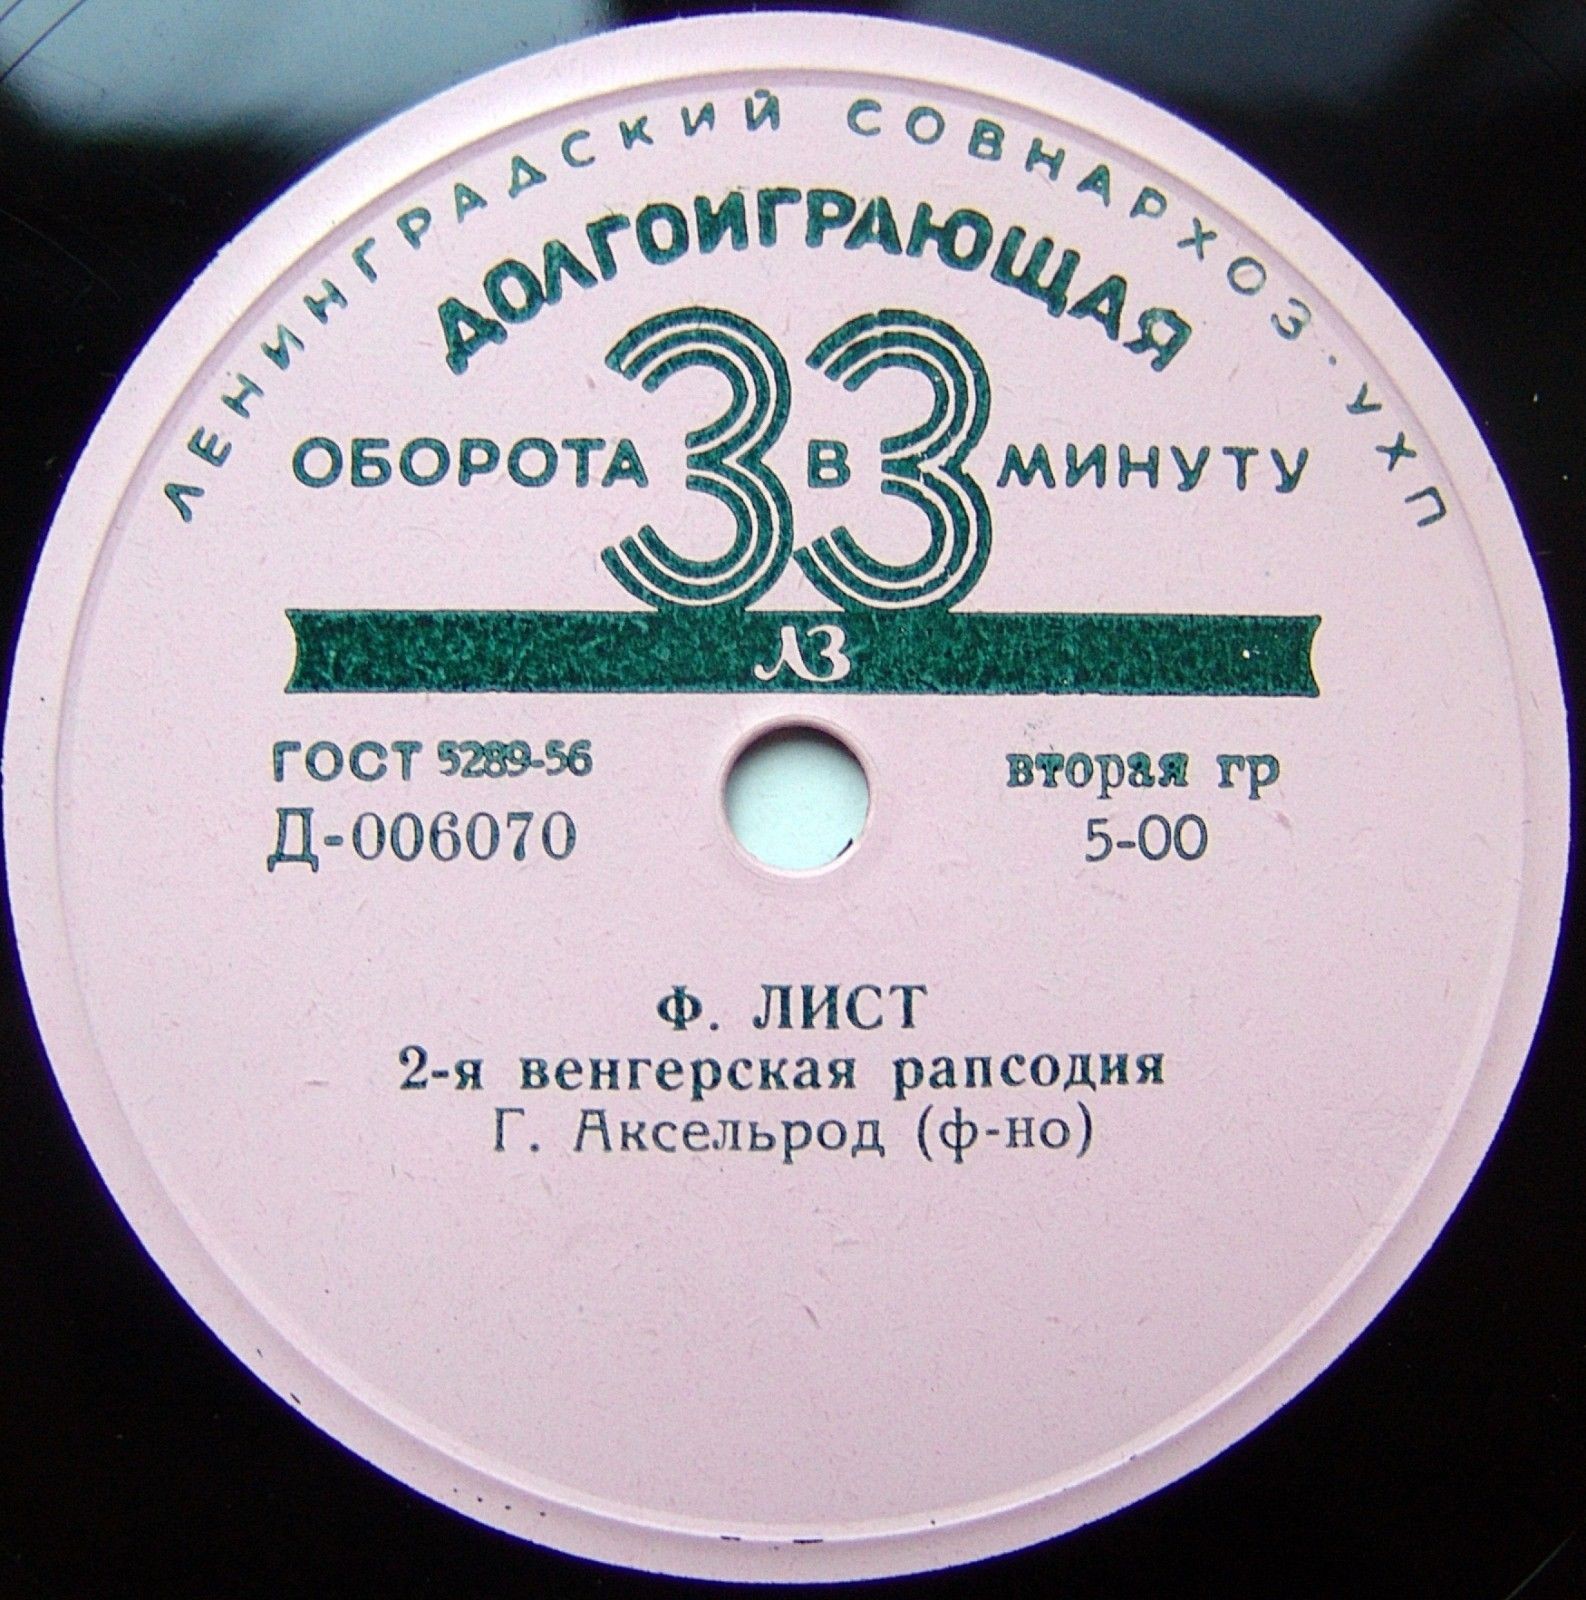 ЛЕНИНГРАДСКИЙ СОВНАРХОЗ · УХП
ДОЛГОИГРАЮЩАЯ
33
ОБОРОТА В МИНУТУ
ЛЗ
ГОСТ 5289-56
Д-006070
вторая гр
5-00
Ф. ЛИСТ
2-я венгерская рапсодия
Г. Аксельрод (ф-но)